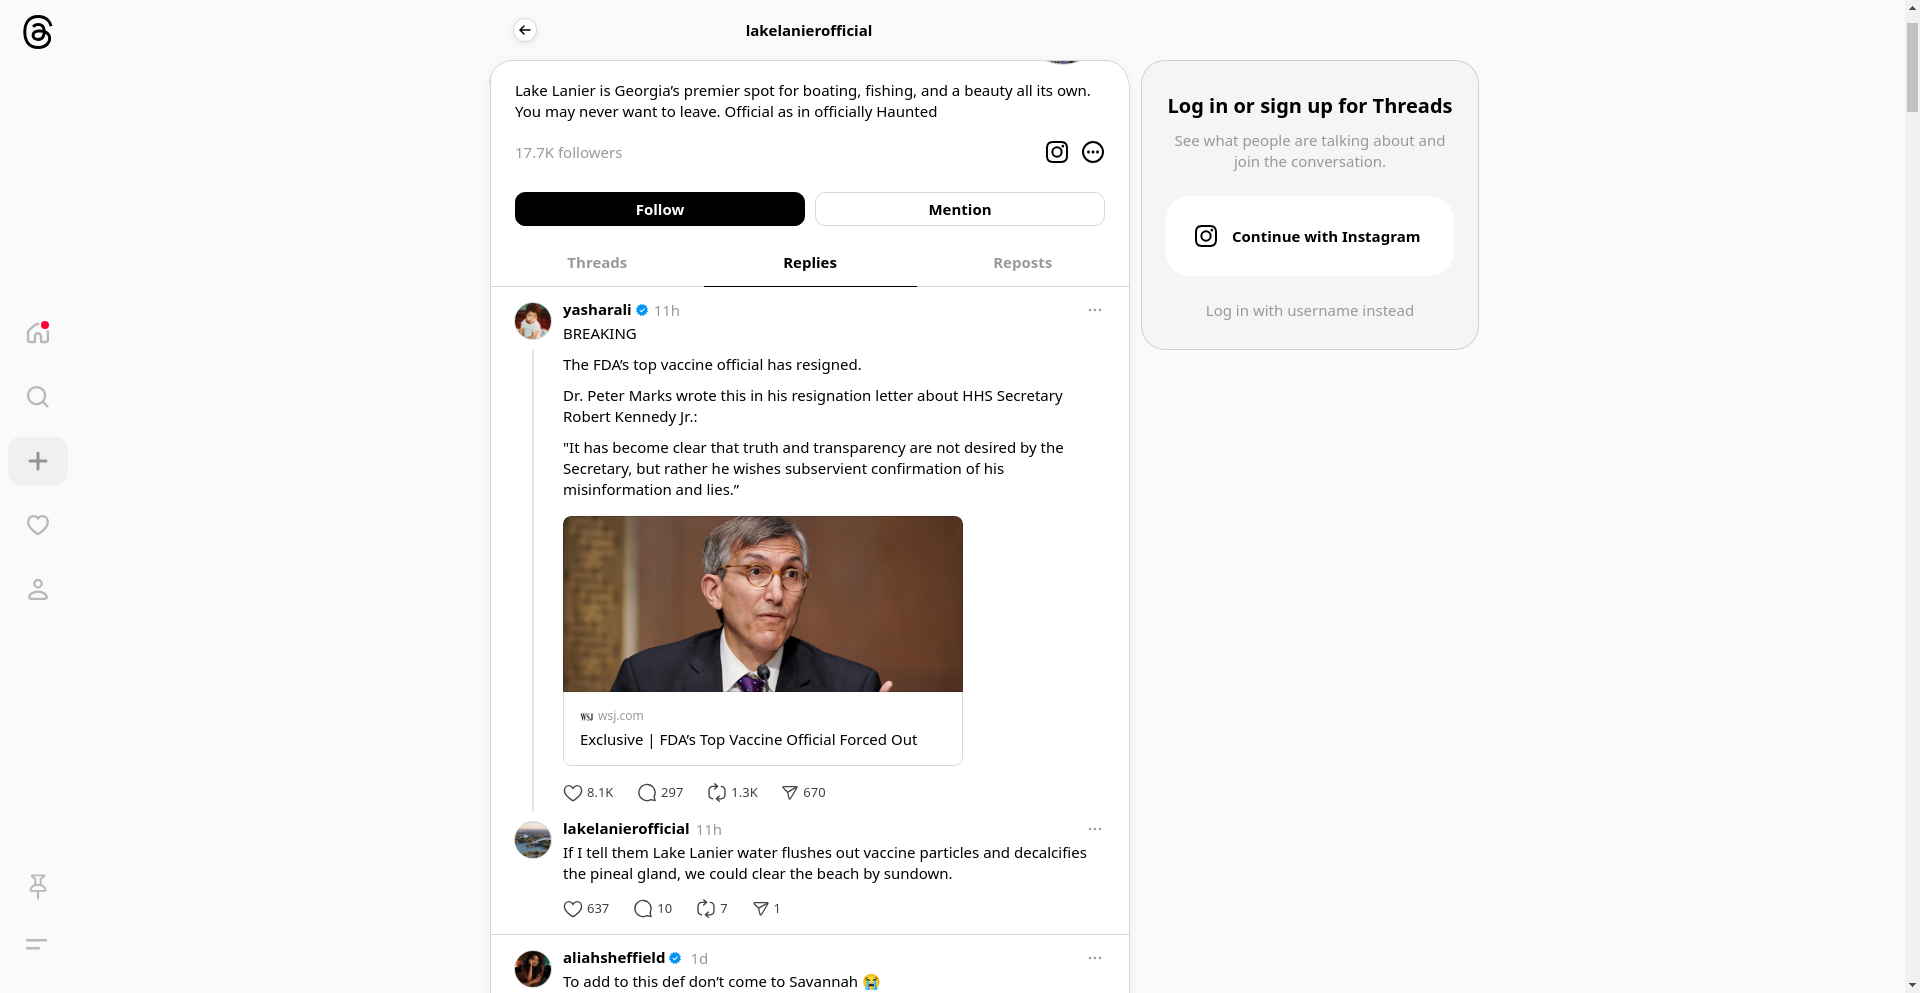 lakelanierofficial
Lake Lanier is Georgia’s premier spot for boating, fishing, and a beauty all its own.
You may never want to leave. Official as in officially Haunted
17.7K followers
Follow
Mention
Threads
Replies
Reposts
yasharali 11h
BREAKING
The FDA’s top vaccine official has resigned.
Dr. Peter Marks wrote this in his resignation letter about HHS Secretary
Robert Kennedy Jr.:
"It has become clear that truth and transparency are not desired by the
Secretary, but rather he wishes subservient confirmation of his
misinformation and lies.”
WSJ wsj.com
Exclusive | FDA’s Top Vaccine Official Forced Out
8.1K 297 1.3K 670
lakelanierofficial 11h
If I tell them Lake Lanier water flushes out vaccine particles and decalcifies
the pineal gland, we could clear the beach by sundown.
637 10 7 1
aliahsheffield 1d
To add to this def don’t come to Savannah 😭
Log in or sign up for Threads
See what people are talking about and
join the conversation.
Continue with Instagram
Log in with username instead